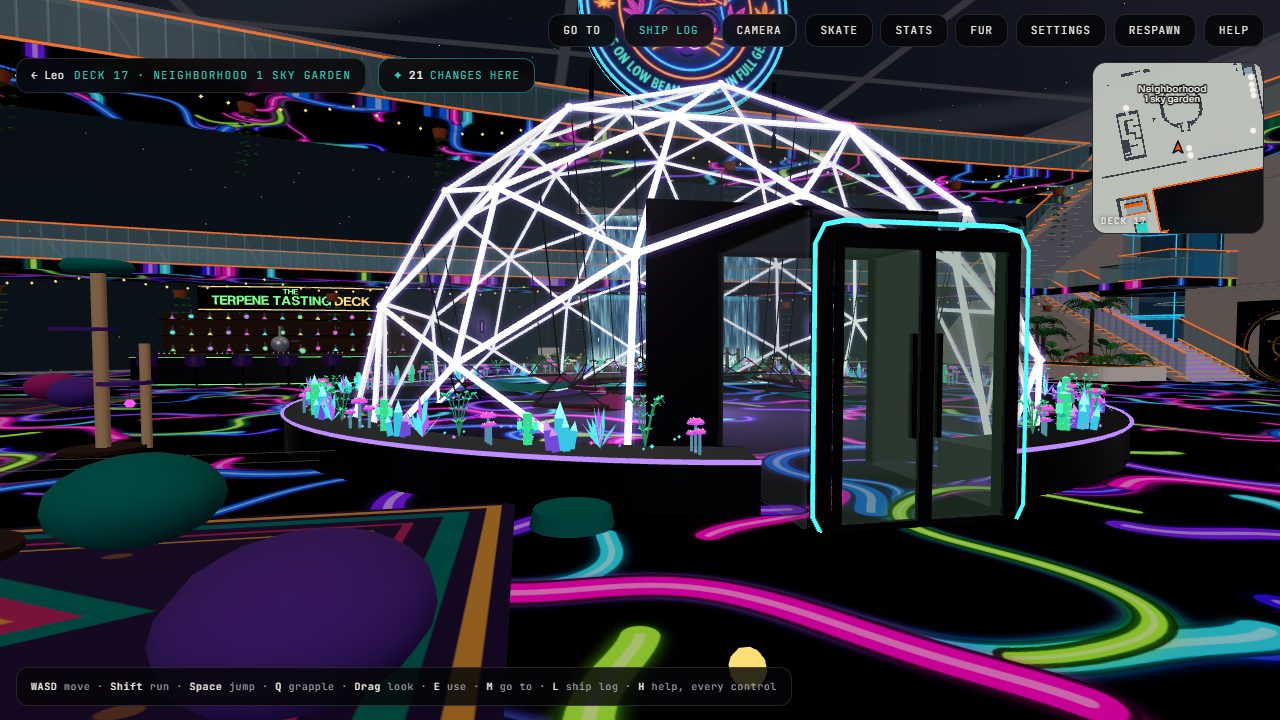 GO TO
SHIP LOG
CAMERA
SKATE
STATS
FUR
SETTINGS
RESPAWN
HELP
← Leo DECK 17 · NEIGHBORHOOD 1 SKY GARDEN
✦ 21 CHANGES HERE
ON LOW BEAM
IN FULL
Neighborhood
1 sky garden
DECK 17
THE
TERPENE TASTING DECK
WASD move · Shift run · Space jump · Q grapple · Drag look · E use · M go to · L ship log · H help, every control